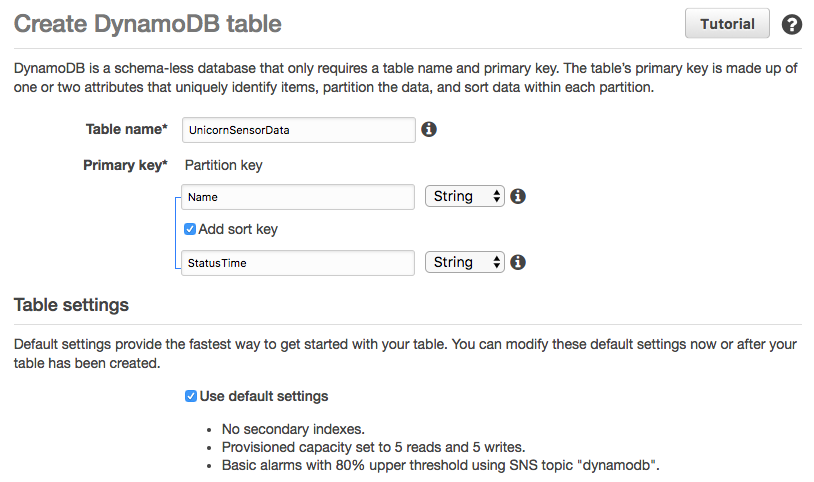 Create DynamoDB table
Tutorial
?
DynamoDB is a schema-less database that only requires a table name and primary key. The table's primary key is made up of
one or two attributes that uniquely identify items, partition the data, and sort data within each partition.
Table name*
UnicornSensorData
Primary key*
Partition key
Name
String
Add sort key
StatusTime
String
Table settings
Default settings provide the fastest way to get started with your table. You can modify these default settings now or after your
table has been created.
Use default settings
• No secondary indexes.
• Provisioned capacity set to 5 reads and 5 writes.
• Basic alarms with 80% upper threshold using SNS topic "dynamodb".